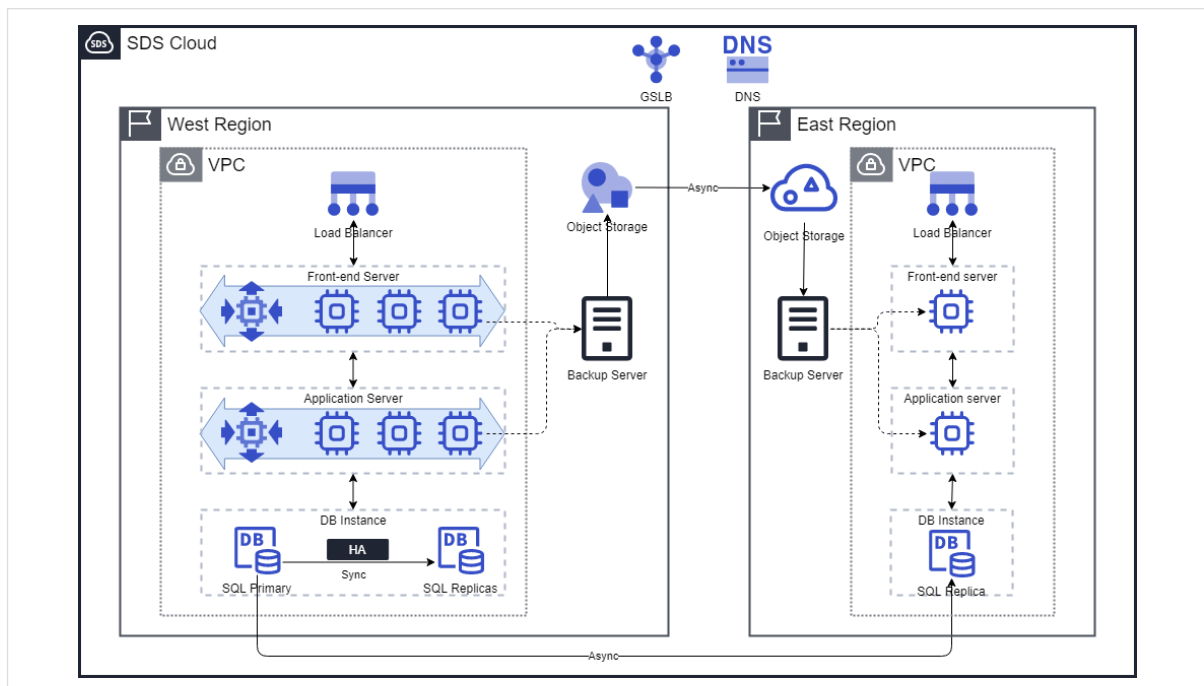 SDS
SDS Cloud
DNS
GSLB
DNS
West Region
East Region
VPC
VPC
Load Balancer
Object Storage
Async
Object Storage
Load Balancer
Front-end Server
Front-end server
Backup Server
Backup Server
Application Server
Application server
DB Instance
DB Instance
DB
HA
DB
DB
Sync
SQL Primary
SQL Replicas
SQL Replica
Async